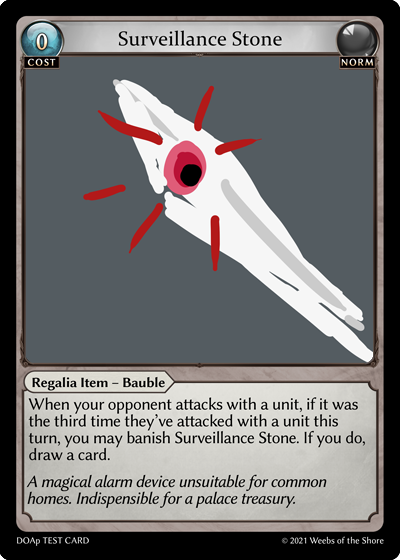 0
Surveillance Stone
COST
NORM
Regalia Item – Bauble
When your opponent attacks with a unit, if it was
the third time they've attacked with a unit this
turn, you may banish Surveillance Stone. If you do,
draw a card.
A magical alarm device unsuitable for common
homes. Indispensible for a palace treasury.
DOAp TEST CARD
© 2021 Weebs of the Shore